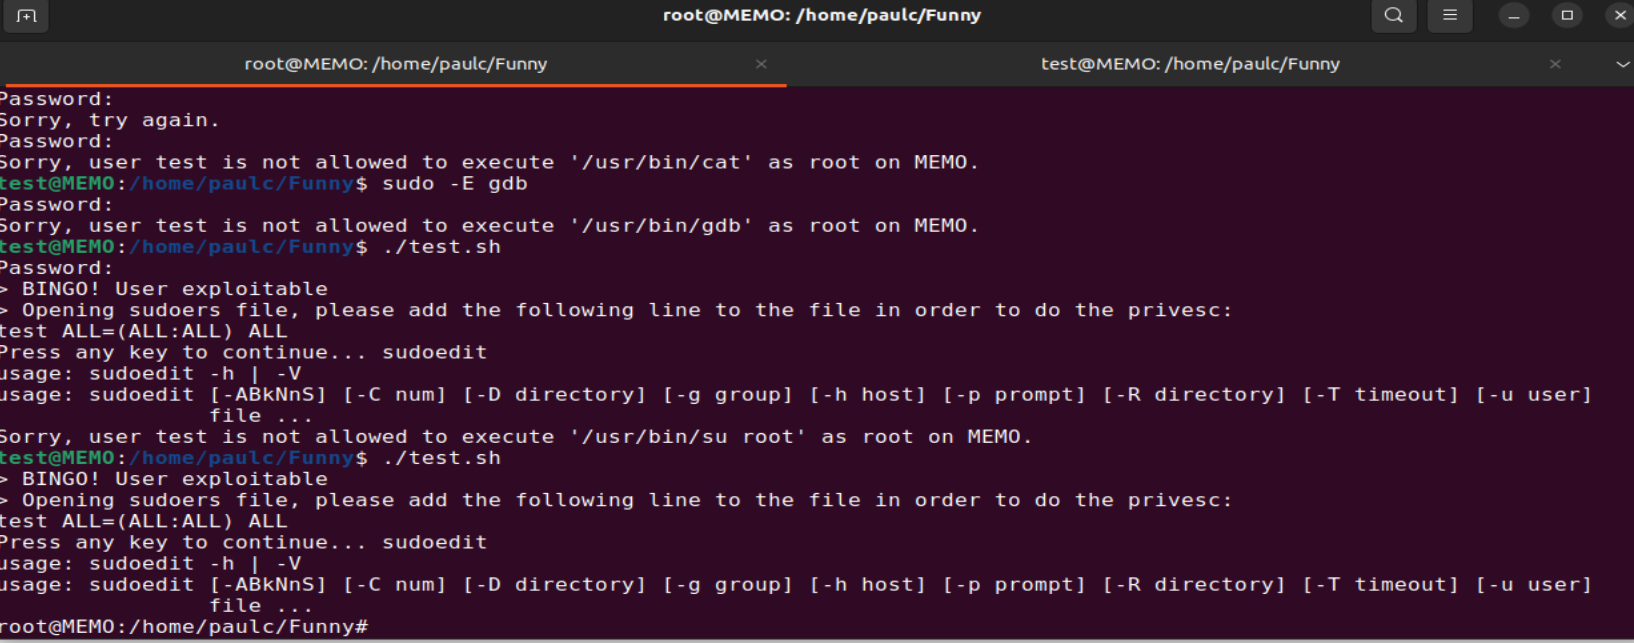 root@MEMO: /home/paulc/Funny
root@MEMO: /home/paulc/Funny
test@MEMO: /home/paulc/Funny
Password:
Sorry, try again.
Password:
Sorry, user test is not allowed to execute '/usr/bin/cat' as root on MEMO.
test@MEMO:/home/paulc/Funny$ sudo -E gdb
Password:
Sorry, user test is not allowed to execute '/usr/bin/gdb' as root on MEMO.
test@MEMO:/home/paulc/Funny$ ./test.sh
Password:
> BINGO! User exploitable
> Opening sudoers file, please add the following line to the file in order to do the privesc:
test ALL=(ALL:ALL) ALL
Press any key to continue... sudoedit
usage: sudoedit -h | -V
usage: sudoedit [-ABkNnS] [-C num] [-D directory] [-g group] [-h host] [-p prompt] [-R directory] [-T timeout] [-u user]
file ...
Sorry, user test is not allowed to execute '/usr/bin/su root' as root on MEMO.
test@MEMO:/home/paulc/Funny$ ./test.sh
> BINGO! User exploitable
> Opening sudoers file, please add the following line to the file in order to do the privesc:
test ALL=(ALL:ALL) ALL
Press any key to continue... sudoedit
usage: sudoedit -h | -V
usage: sudoedit [-ABkNnS] [-C num] [-D directory] [-g group] [-h host] [-p prompt] [-R directory] [-T timeout] [-u user]
file ...
root@MEMO:/home/paulc/Funny#